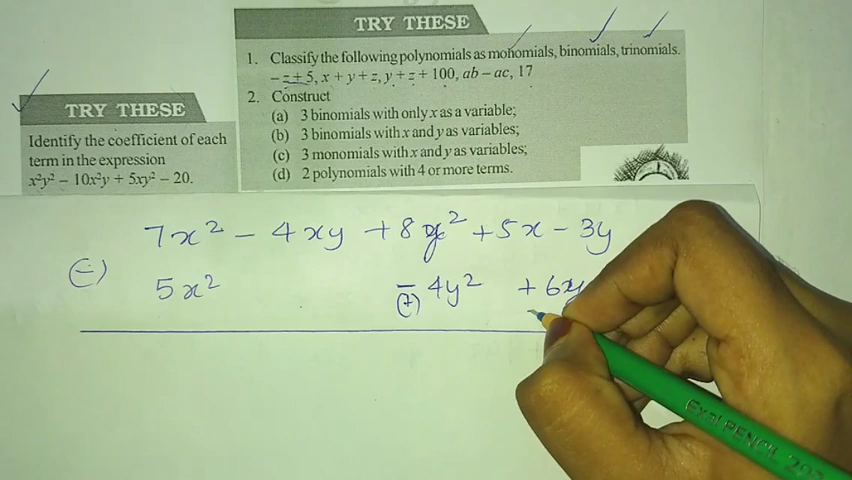 TRY THESE
1. Classify the following polynomials as monomials, binomials, trinomials.
– z + 5, x + y + z, y + z + 100, ab – ac, 17
2. Construct
(a) 3 binomials with only x as a variable;
(b) 3 binomials with x and y as variables;
(c) 3 monomials with x and y as variables;
(d) 2 polynomials with 4 or more terms.
TRY THESE
Identify the coefficient of each
term in the expression
x²y² – 10x²y + 5xy² – 20.
7x² – 4xy + 8y² + 5x – 3y
(–) 5x² – 4y² + 6
(+)
Exal PENCIL